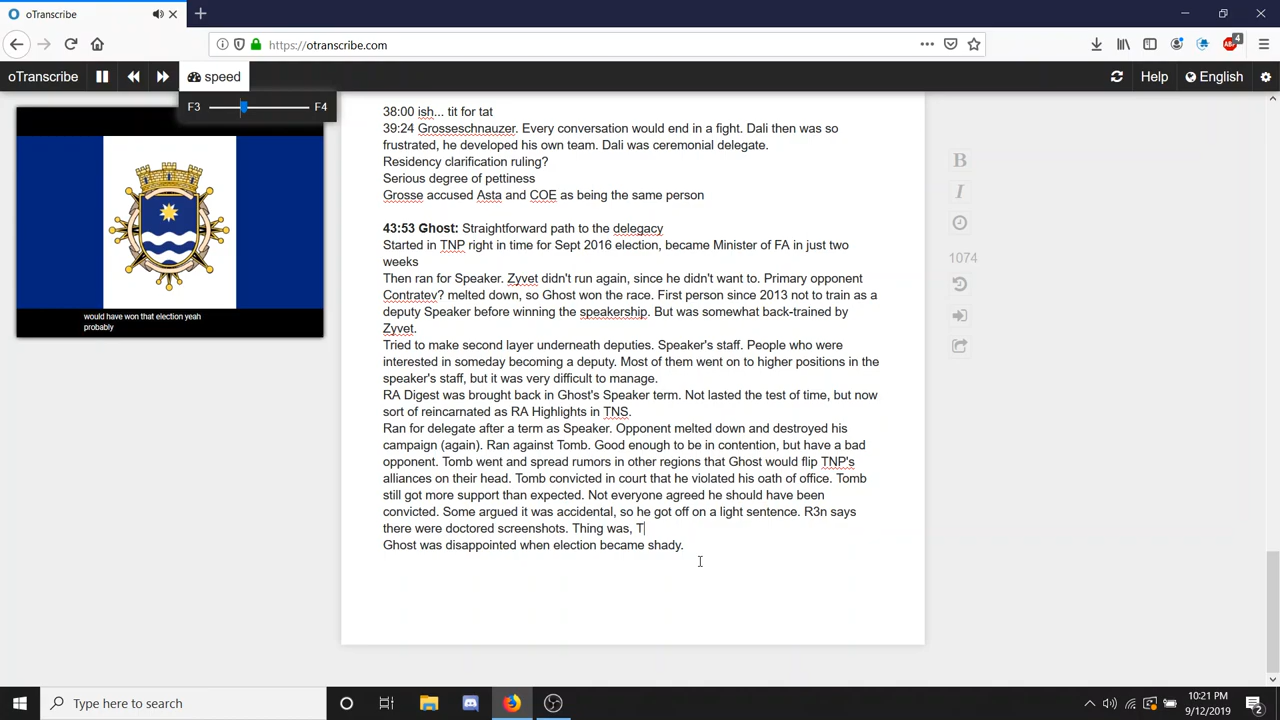 oTranscribe
https://otranscribe.com
4
oTranscribe
speed
Help
English
F3
F4
would have won that election yeah
probably
38:00 ish... tit for tat
39:24 Grosseschnauzer. Every conversation would end in a fight. Dali then was so
frustrated, he developed his own team. Dali was ceremonial delegate.
Residency clarification ruling?
Serious degree of pettiness
Grosse accused Asta and COE as being the same person
43:53 Ghost: Straightforward path to the delegacy
Started in TNP right in time for Sept 2016 election, became Minister of FA in just two
weeks
Then ran for Speaker. Zyvet didn't run again, since he didn't want to. Primary opponent
Contratev? melted down, so Ghost won the race. First person since 2013 not to train as a
deputy Speaker before winning the speakership. But was somewhat back-trained by
Zyvet.
Tried to make second layer underneath deputies. Speaker's staff. People who were
interested in someday becoming a deputy. Most of them went on to higher positions in the
speaker's staff, but it was very difficult to manage.
RA Digest was brought back in Ghost's Speaker term. Not lasted the test of time, but now
sort of reincarnated as RA Highlights in TNS.
Ran for delegate after a term as Speaker. Opponent melted down and destroyed his
campaign (again). Ran against Tomb. Good enough to be in contention, but have a bad
opponent. Tomb went and spread rumors in other regions that Ghost would flip TNP's
alliances on their head. Tomb convicted in court that he violated his oath of office. Tomb
still got more support than expected. Not everyone agreed he should have been
convicted. Some argued it was accidental, so he got off on a light sentence. R3n says
there were doctored screenshots. Thing was, T
Ghost was disappointed when election became shady.
B
I
1074
Type here to search
10:21 PM
9/12/2019
2